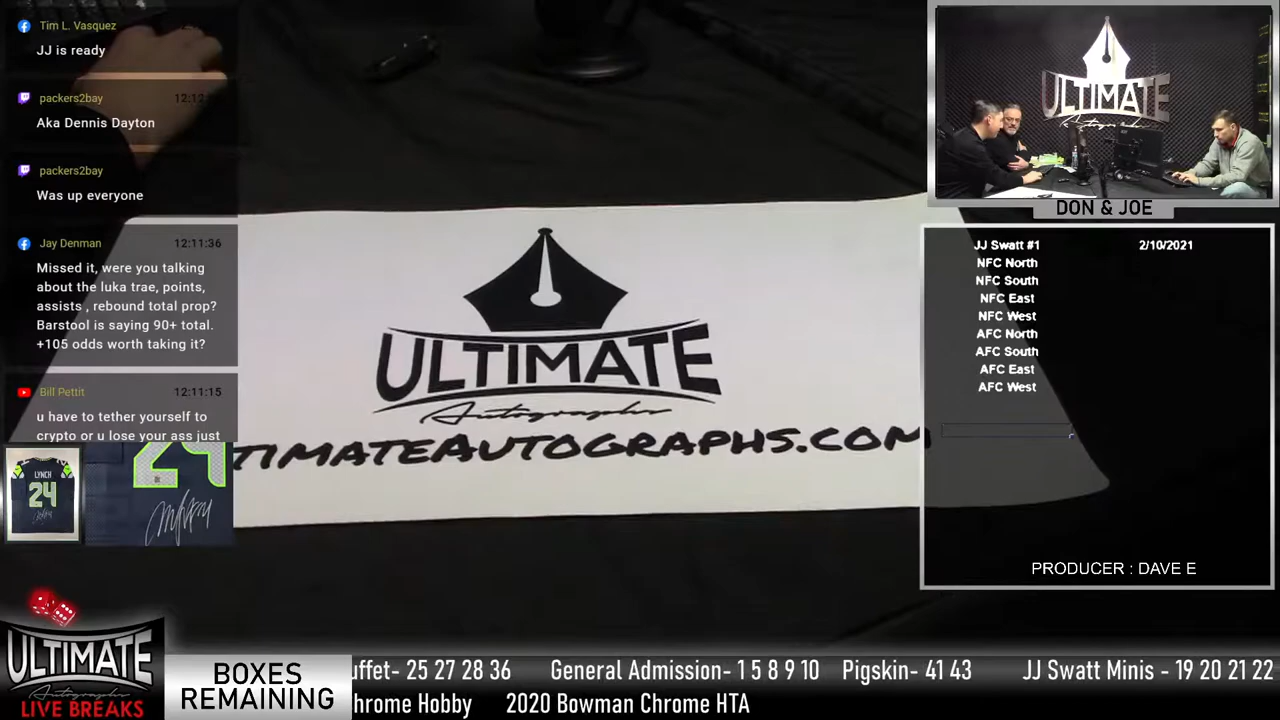 Tim L. Vasquez
JJ is ready
packers2bay
Aka Dennis Dayton
packers2bay
Was up everyone
Jay Denman 12:11:36
Missed it, were you talking
about the luka trae, points,
assists , rebound total prop?
Barstool is saying 90+ total.
+105 odds worth taking it?
Bill Pettit 12:11:15
u have to tether yourself to
crypto or u lose your ass just
LYNCH
24
24
ULTIMATE
Autographs
TIMATEAUTOGRAPHS.COM
ULTIMATE
Autographs
DON & JOE
JJ Swatt #1 2/10/2021
NFC North
NFC South
NFC East
NFC West
AFC North
AFC South
AFC East
AFC West
PRODUCER : DAVE E
ULTIMATE
Autographs
LIVE BREAKS
BOXES
REMAINING
uffet- 25 27 28 36 General Admission- 1 5 8 9 10 Pigskin- 41 43 JJ Swatt Minis - 19 20 21 22
hrome Hobby 2020 Bowman Chrome HTA